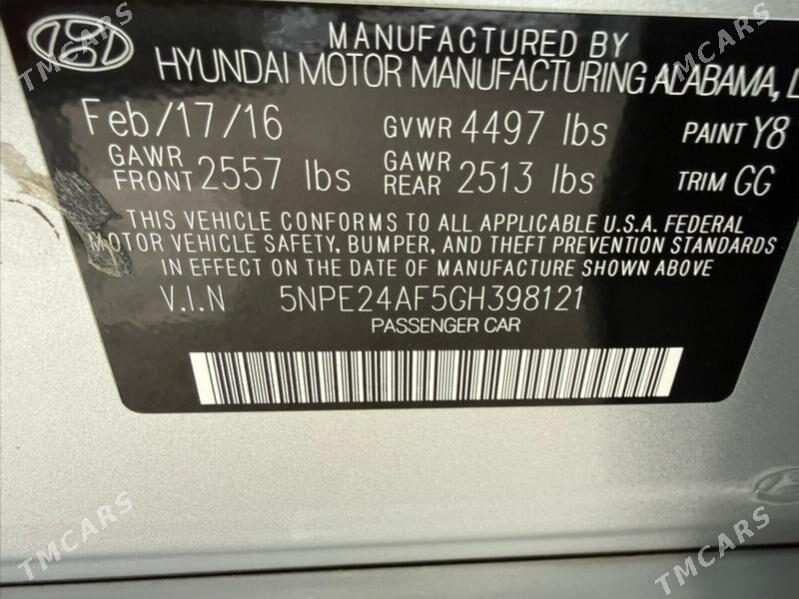 MANUFACTURED BY
HYUNDAI MOTOR MANUFACTURING ALABAMA, L
Feb/17/16 GVWR 4497 lbs PAINT Y8
GAWR FRONT 2557 lbs GAWR REAR 2513 lbs TRIM GG
THIS VEHICLE CONFORMS TO ALL APPLICABLE U.S.A. FEDERAL
MOTOR VEHICLE SAFETY, BUMPER, AND THEFT PREVENTION STANDARDS
IN EFFECT ON THE DATE OF MANUFACTURE SHOWN ABOVE
V.I.N 5NPE24AF5GH398121
PASSENGER CAR
TMCARS
TMCARS
TMCARS
TMCARS
TMCARS